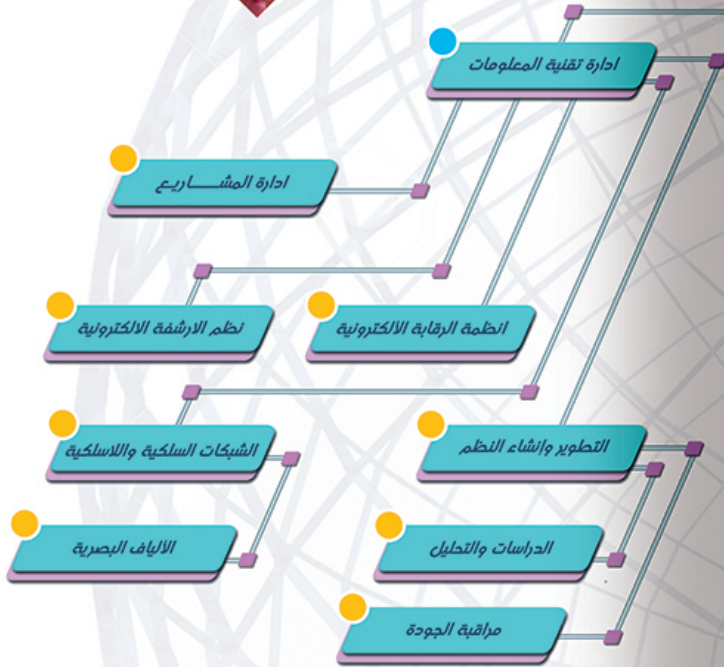 ادارة تقنية المعلومات
ادارة المشـــــاريـع
انظمة الرقابة الالكترونية
نظم الارشفة الالكترونية
التطوير وإنشاء النظم
الشبكات السلكية واللاسلكية
الدراسات والتحليل
الألياف البصرية
مراقبة الجودة